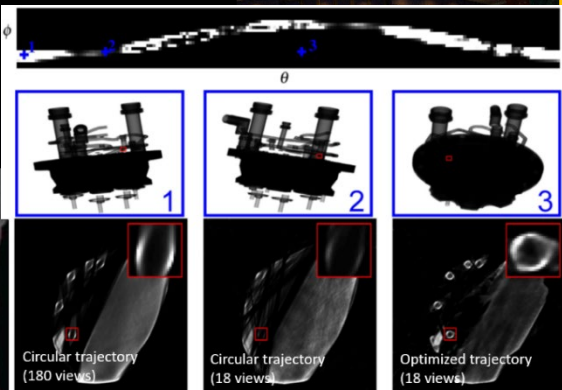 ϕ
1
2
3
θ
1
2
3
Circular trajectory
(180 views)
Circular trajectory
(18 views)
Optimized trajectory
(18 views)